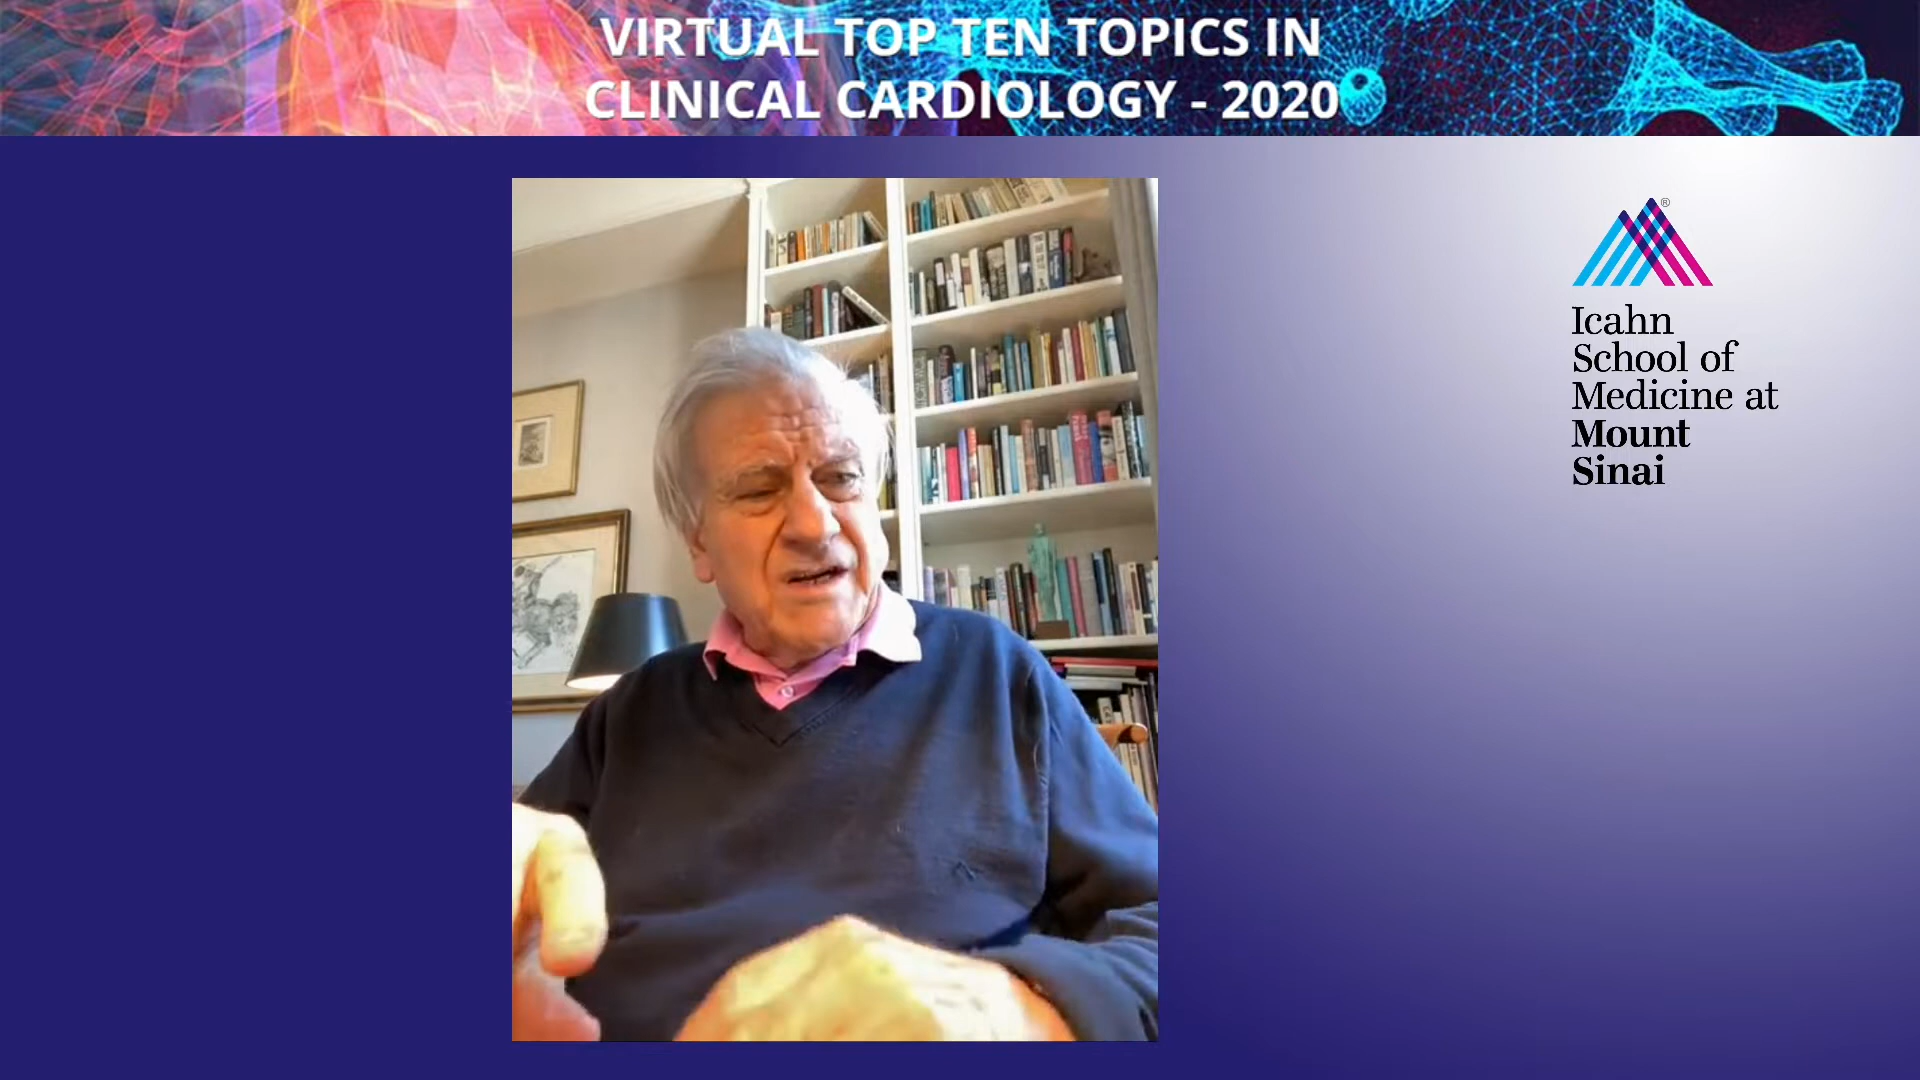 VIRTUAL TOP TEN TOPICS IN
CLINICAL CARDIOLOGY - 2020
®
Icahn
School of
Medicine at
Mount
Sinai